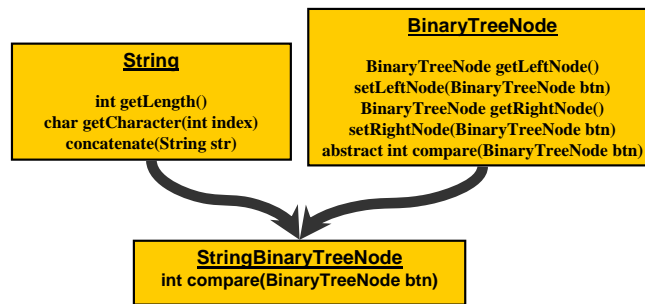 String
int getLength()
char getCharacter(int index)
concatenate(String str)
BinaryTreeNode
BinaryTreeNode getLeftNode()
setLeftNode(BinaryTreeNode btn)
BinaryTreeNode getRightNode()
setRightNode(BinaryTreeNode btn)
abstract int compare(BinaryTreeNode btn)
StringBinaryTreeNode
int compare(BinaryTreeNode btn)